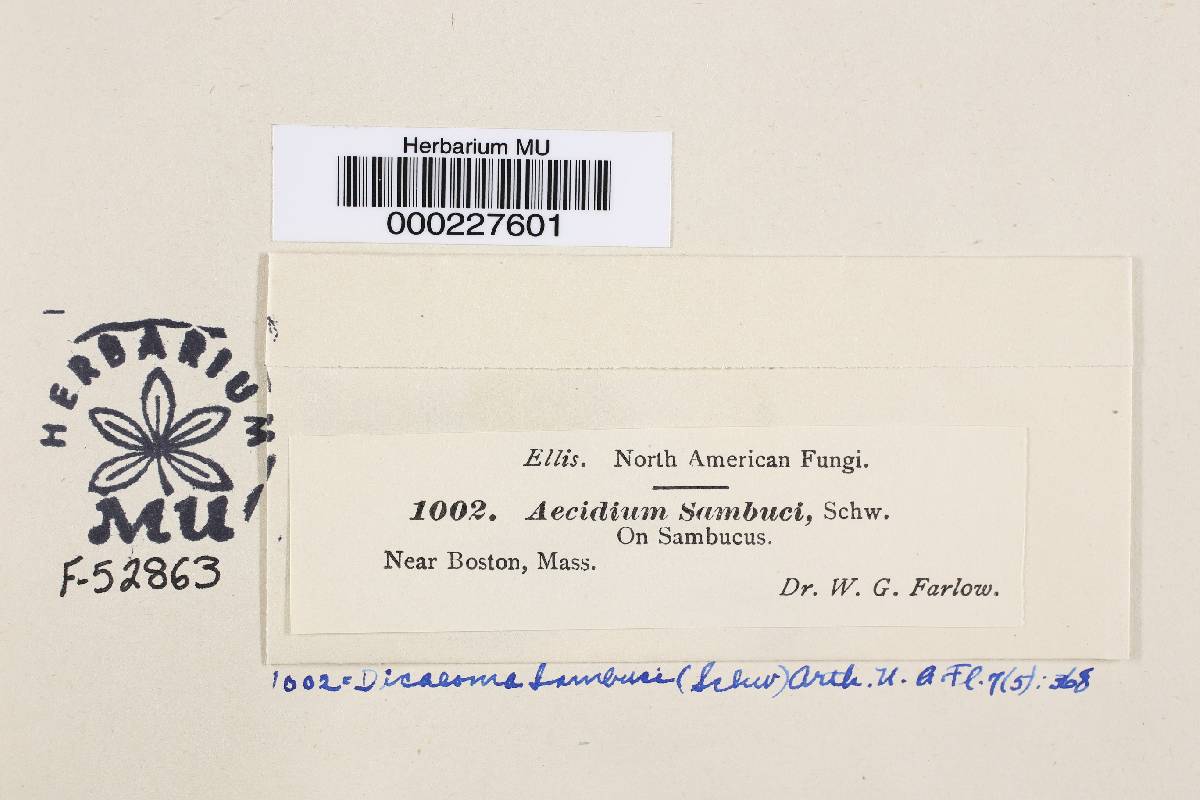 Herbarium MU
000227601
HERBARIUM
MU
F-52863
Ellis. North American Fungi.
1002. Aecidium Sambuci, Schw.
On Sambucus.
Near Boston, Mass.
Dr. W. G. Farlow.
1002 = Dicaeoma Sambuci (Schw) Arth. N. A Fl. 7(5): 368